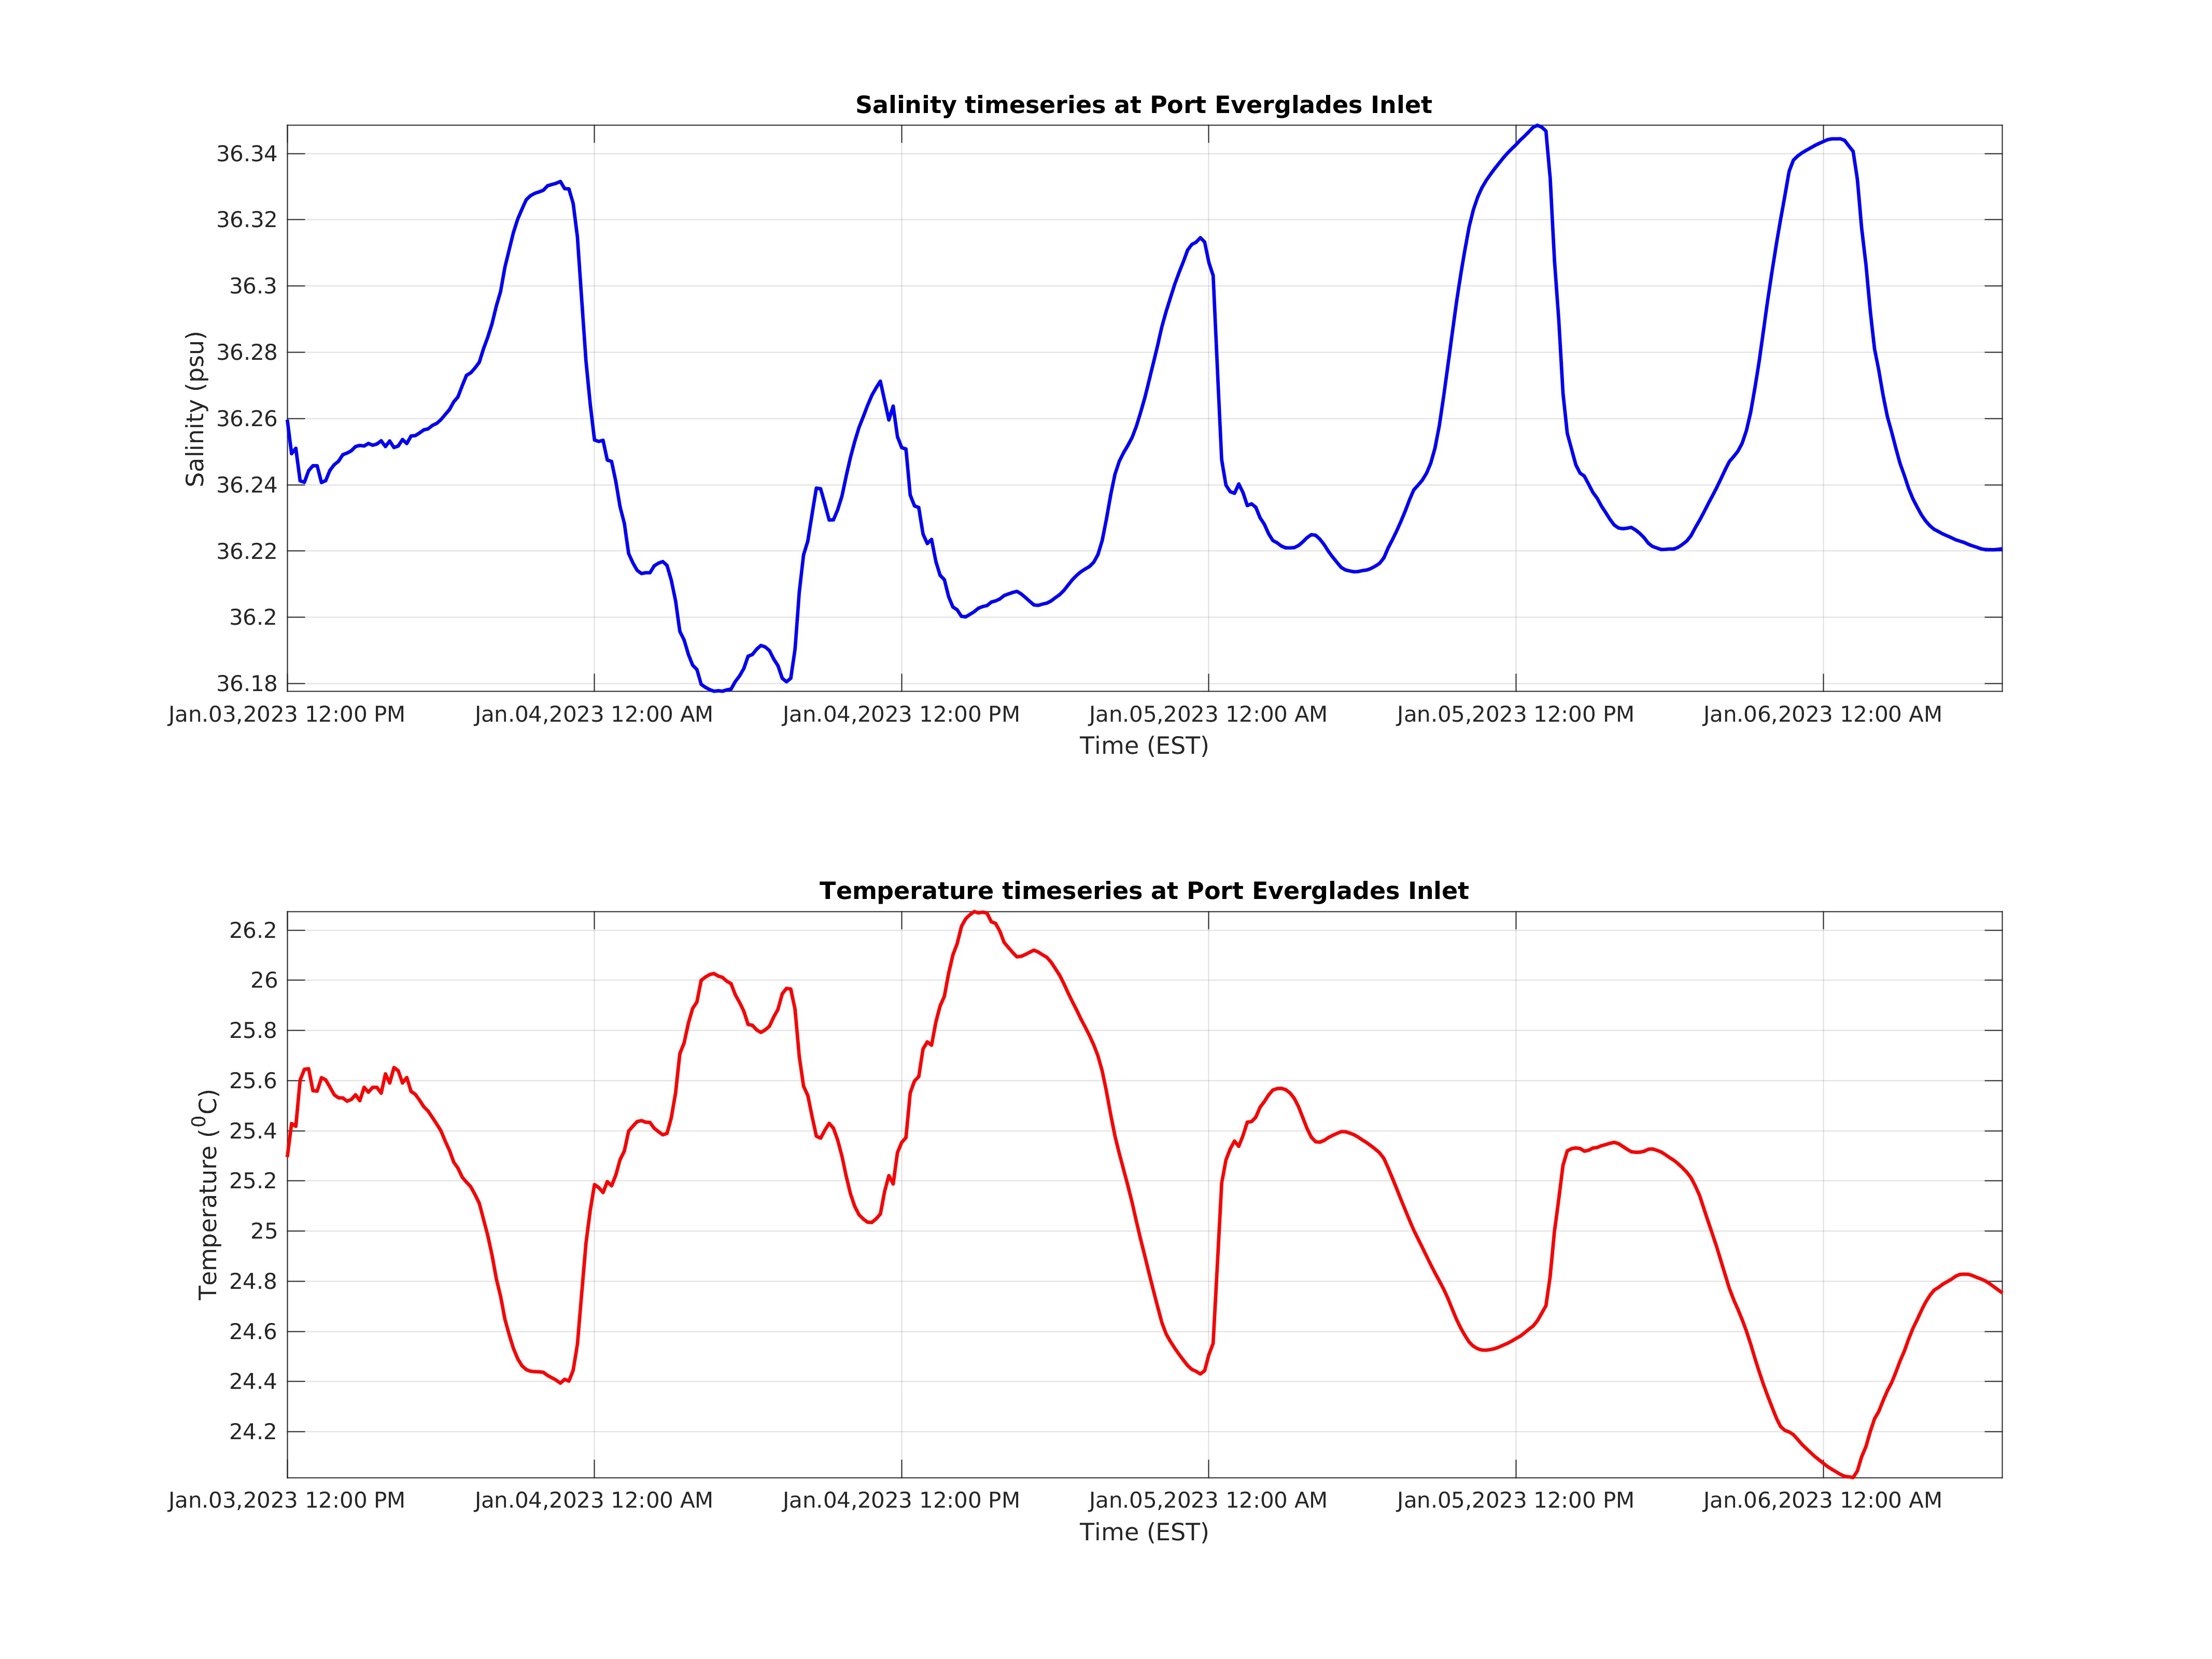 Salinity timeseries at Port Everglades Inlet
36.34
36.32
36.3
36.28
36.26
36.24
36.22
36.2
36.18
Salinity (psu)
Jan.03,2023 12:00 PM Jan.04,2023 12:00 AM Jan.04,2023 12:00 PM Jan.05,2023 12:00 AM Jan.05,2023 12:00 PM Jan.06,2023 12:00 AM
Time (EST)
Temperature timeseries at Port Everglades Inlet
26.2
26
25.8
25.6
25.4
25.2
25
24.8
24.6
24.4
24.2
Temperature (⁰C)
Jan.03,2023 12:00 PM Jan.04,2023 12:00 AM Jan.04,2023 12:00 PM Jan.05,2023 12:00 AM Jan.05,2023 12:00 PM Jan.06,2023 12:00 AM
Time (EST)